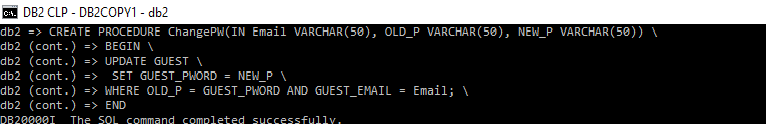 DB2 CLP - DB2COPY1 - db2
db2 => CREATE PROCEDURE ChangePW(IN Email VARCHAR(50), OLD_P VARCHAR(50), NEW_P VARCHAR(50)) \
db2 (cont.) => BEGIN \
db2 (cont.) => UPDATE GUEST \
db2 (cont.) =>  SET GUEST_PWORD = NEW_P \
db2 (cont.) => WHERE OLD_P = GUEST_PWORD AND GUEST_EMAIL = Email; \
db2 (cont.) => END
DB20000I  The SQL command completed successfully.